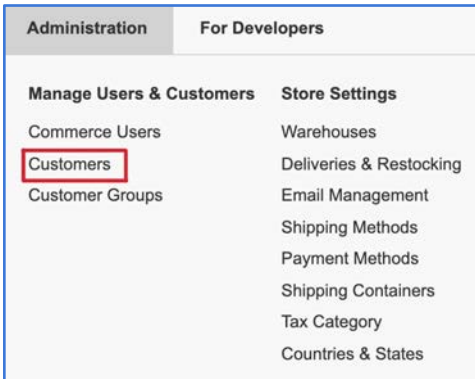 Administration
For Developers
Manage Users & Customers
Commerce Users
Customers
Customer Groups
Store Settings
Warehouses
Deliveries & Restocking
Email Management
Shipping Methods
Payment Methods
Shipping Containers
Tax Category
Countries & States